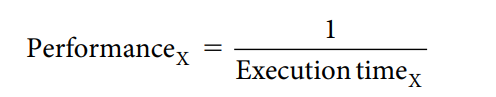 Performance_X = 1 / Execution time_X